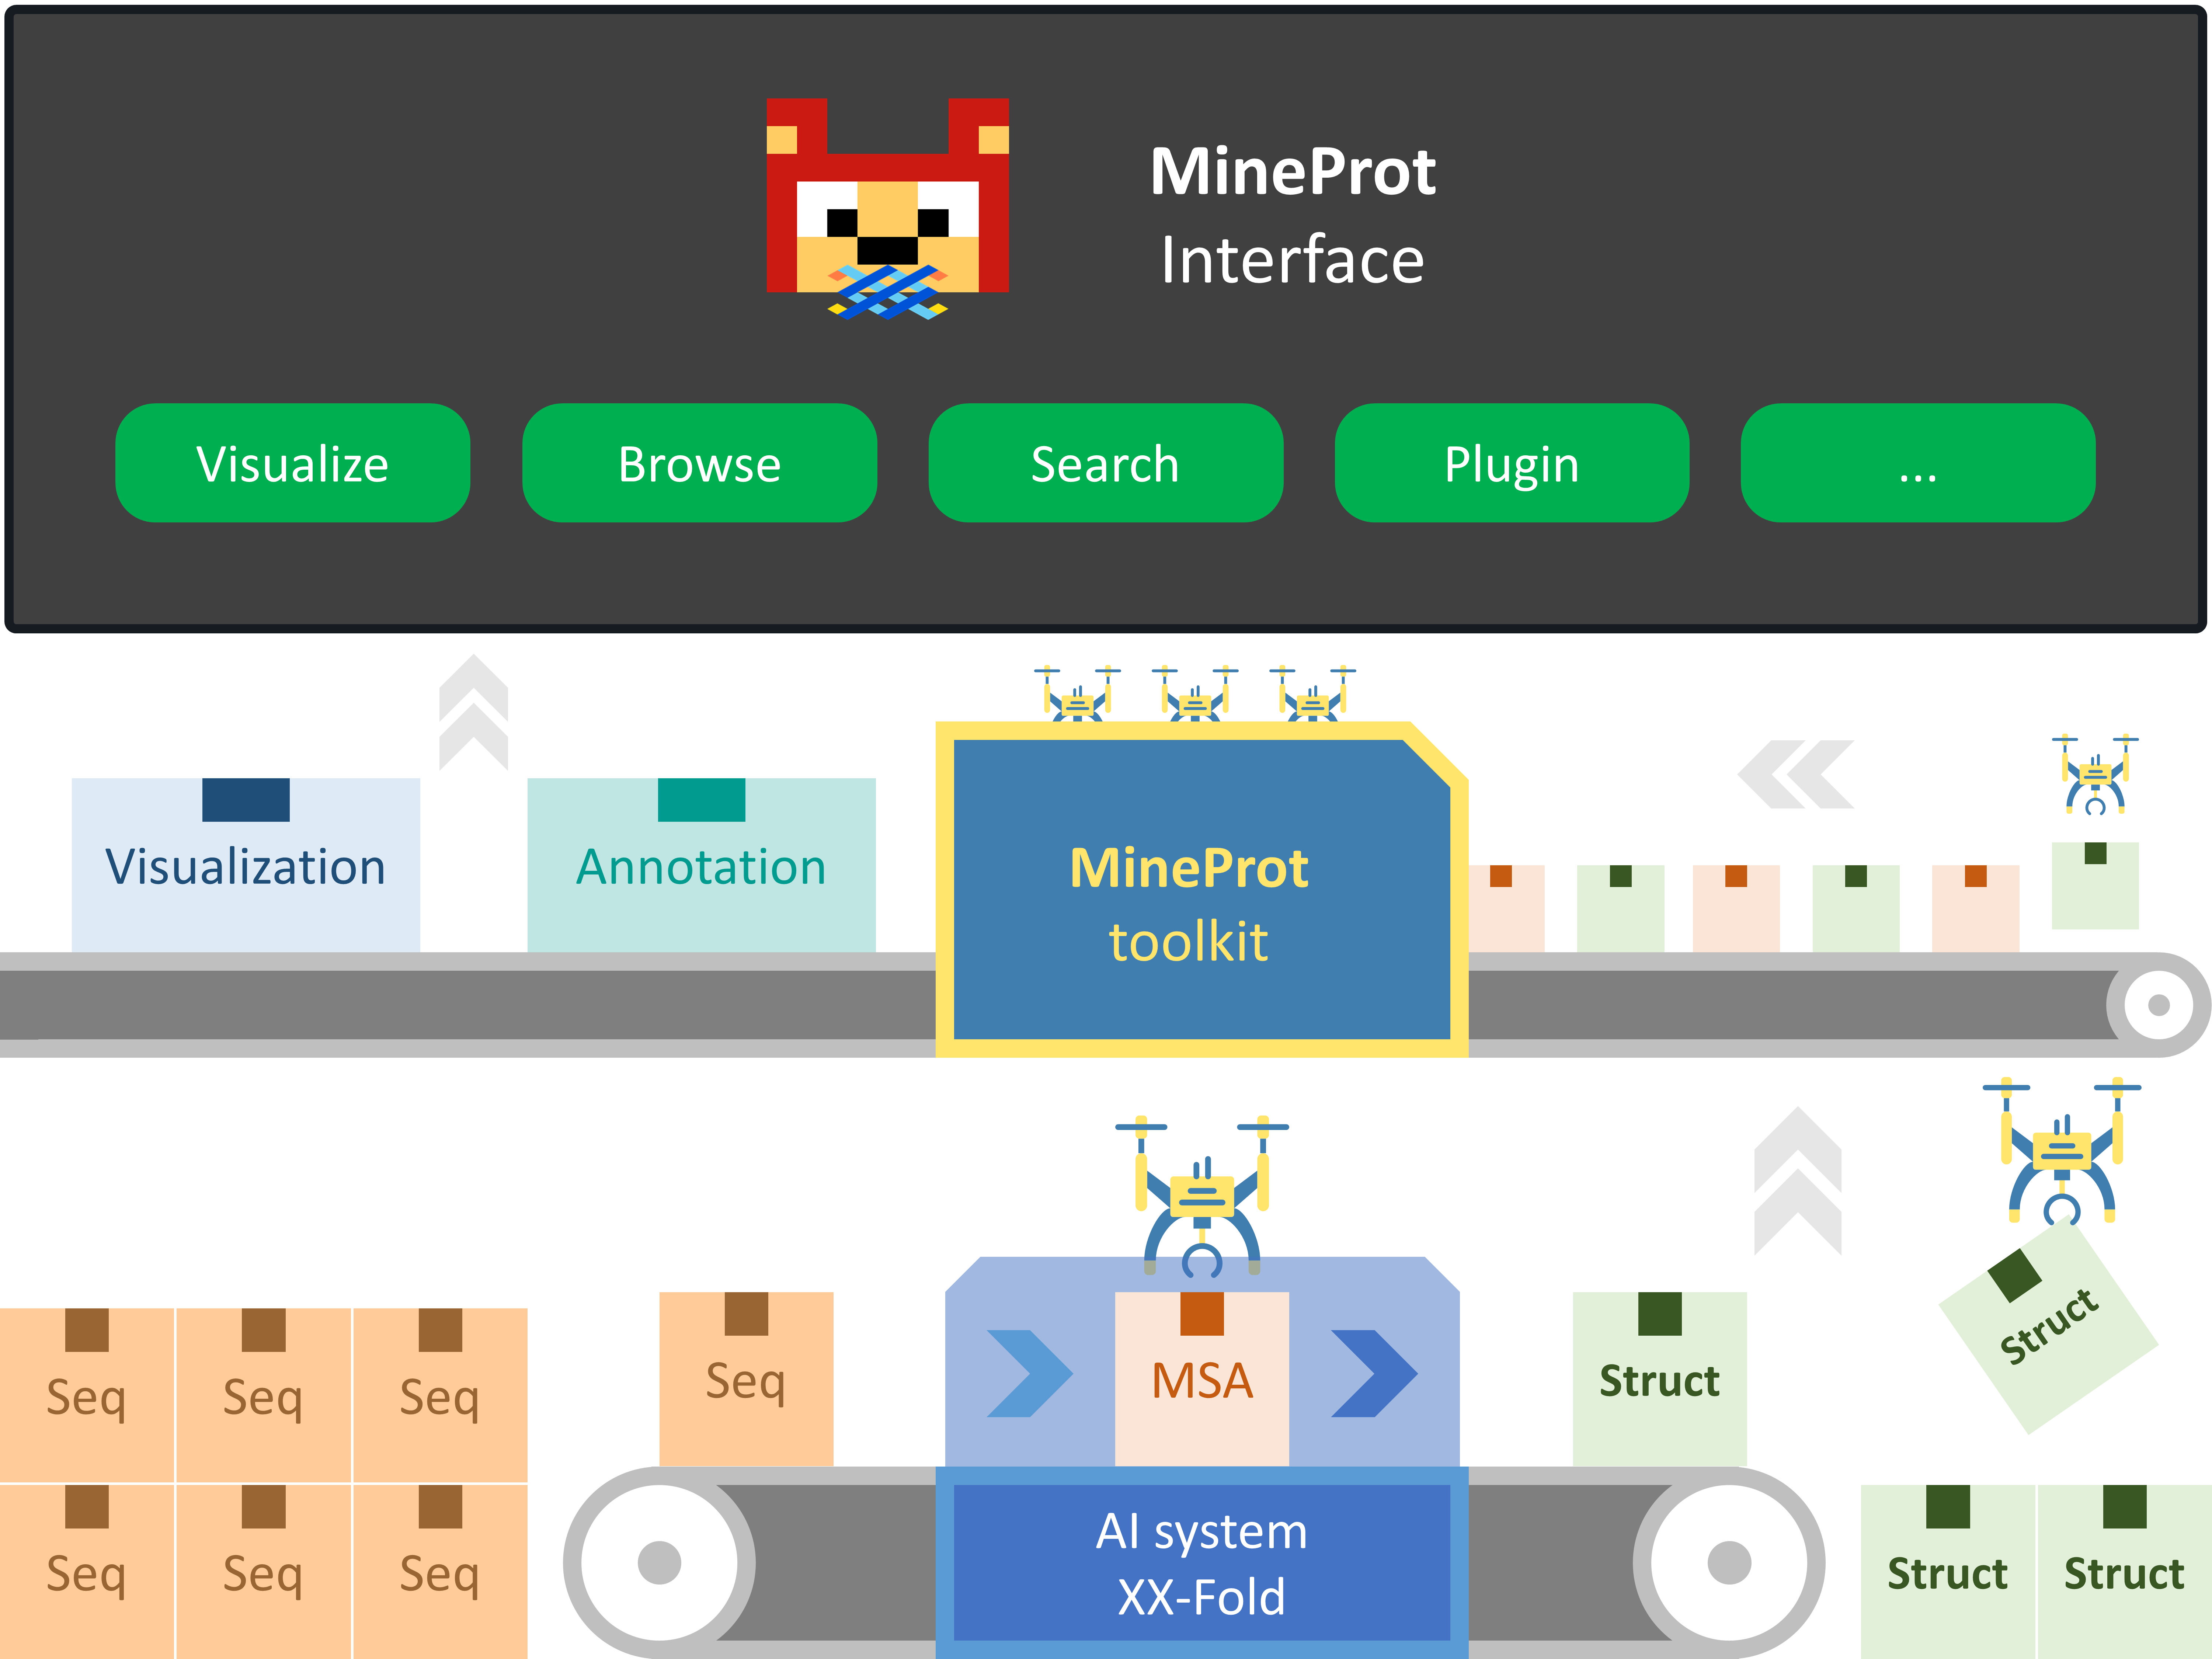 MineProt
Interface
Visualize
Browse
Search
Plugin
...
Visualization
Annotation
MineProt
toolkit
Seq
Seq
Seq
Seq
Seq
Seq
Seq
MSA
Struct
Struct
AI system
XX-Fold
Struct
Struct